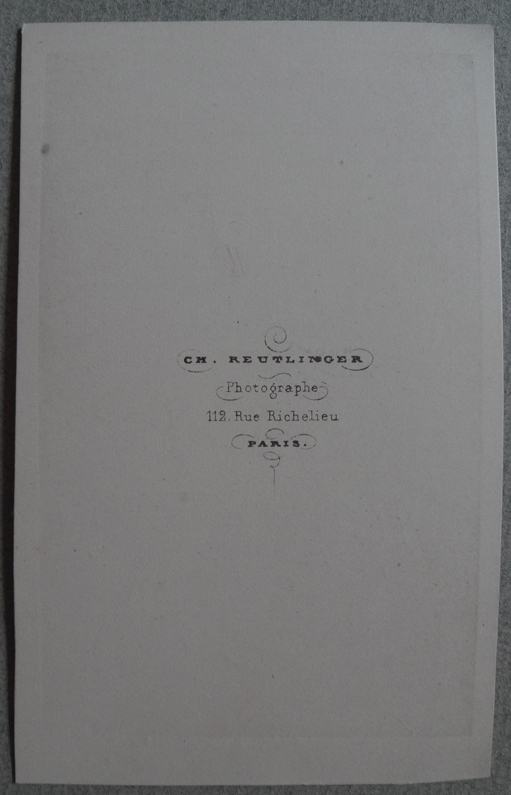 CH. REUTLINGER
Photographe
112. Rue Richelieu
PARIS.